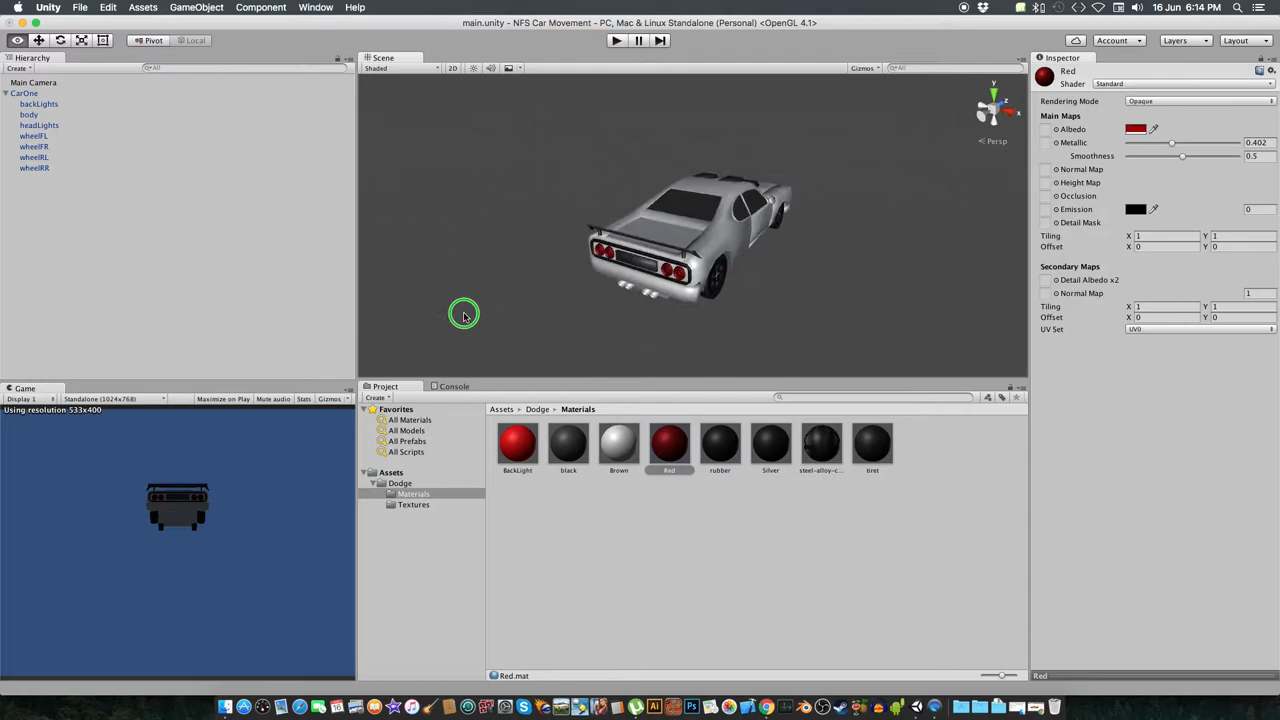 Unity File Edit Assets GameObject Component Window Help
16 Jun 6:14 PM
main.unity - NFS Car Movement - PC, Mac & Linux Standalone (Personal) <OpenGL 4.1>
Pivot Local
Account Layers Layout
Hierarchy
Create All
Main Camera
CarOne
backLights
body
headLights
wheelFL
wheelFR
wheelRL
wheelRR
Scene
Shaded 2D Gizmos All
y
z
x
Persp
Game
Display 1 Standalone (1024x768) Maximize on Play Mute audio Stats Gizmos
Using resolution 533x400
Project Console
Create
Favorites
All Materials
All Models
All Prefabs
All Scripts
Assets
Dodge
Materials
Textures
Assets Dodge Materials
BackLight black Brown Red rubber Silver steel-alloy-c... tiret
Red.mat
Inspector
Red
Shader Standard
Rendering Mode Opaque
Main Maps
Albedo
Metallic 0.402
Smoothness 0.5
Normal Map
Height Map
Occlusion
Emission 0
Detail Mask
Tiling X 1 Y 1
Offset X 0 Y 0
Secondary Maps
Detail Albedo x2
Normal Map 1
Tiling X 1 Y 1
Offset X 0 Y 0
UV Set UV0
Red